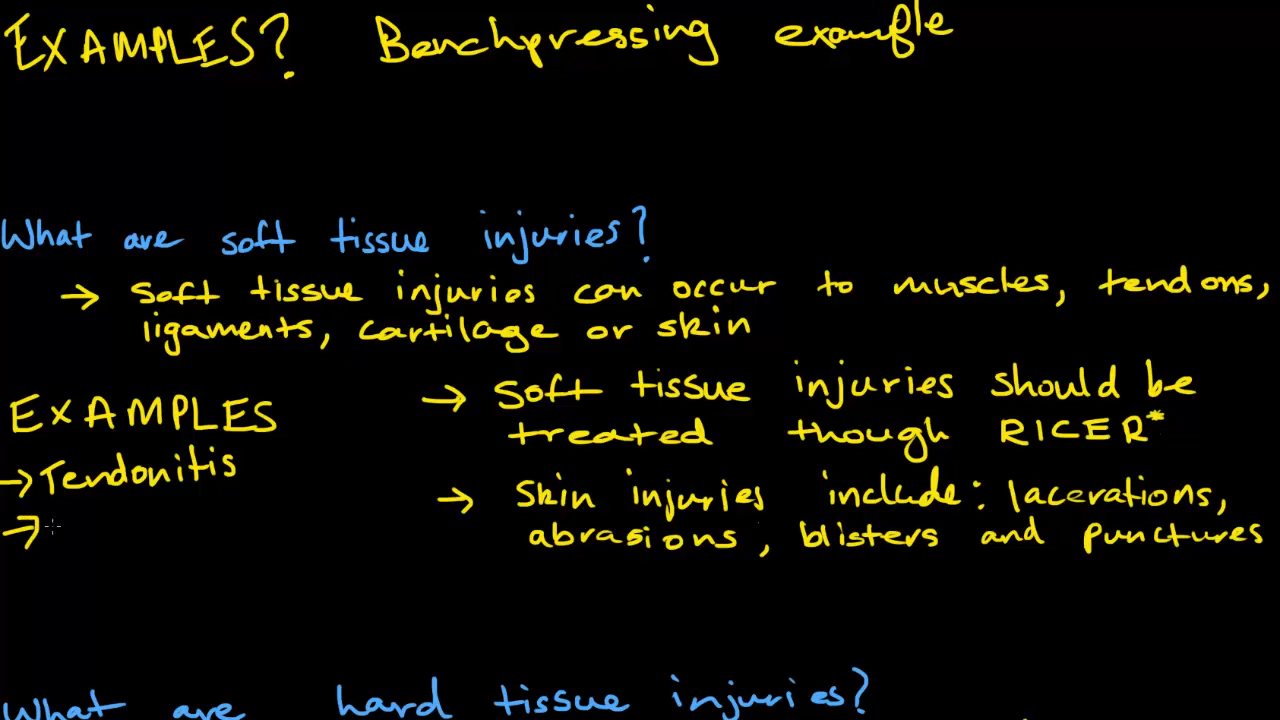 EXAMPLES? Benchpressing example
What are soft tissue injuries?
→ Soft tissue injuries can occur to muscles, tendons,
ligaments, cartilage or skin
EXAMPLES
→ Tendonitis
→
→ Soft tissue injuries should be
treated though RICER*
→ Skin injuries include: lacerations,
abrasions, blisters and punctures
What are hard tissue injuries?